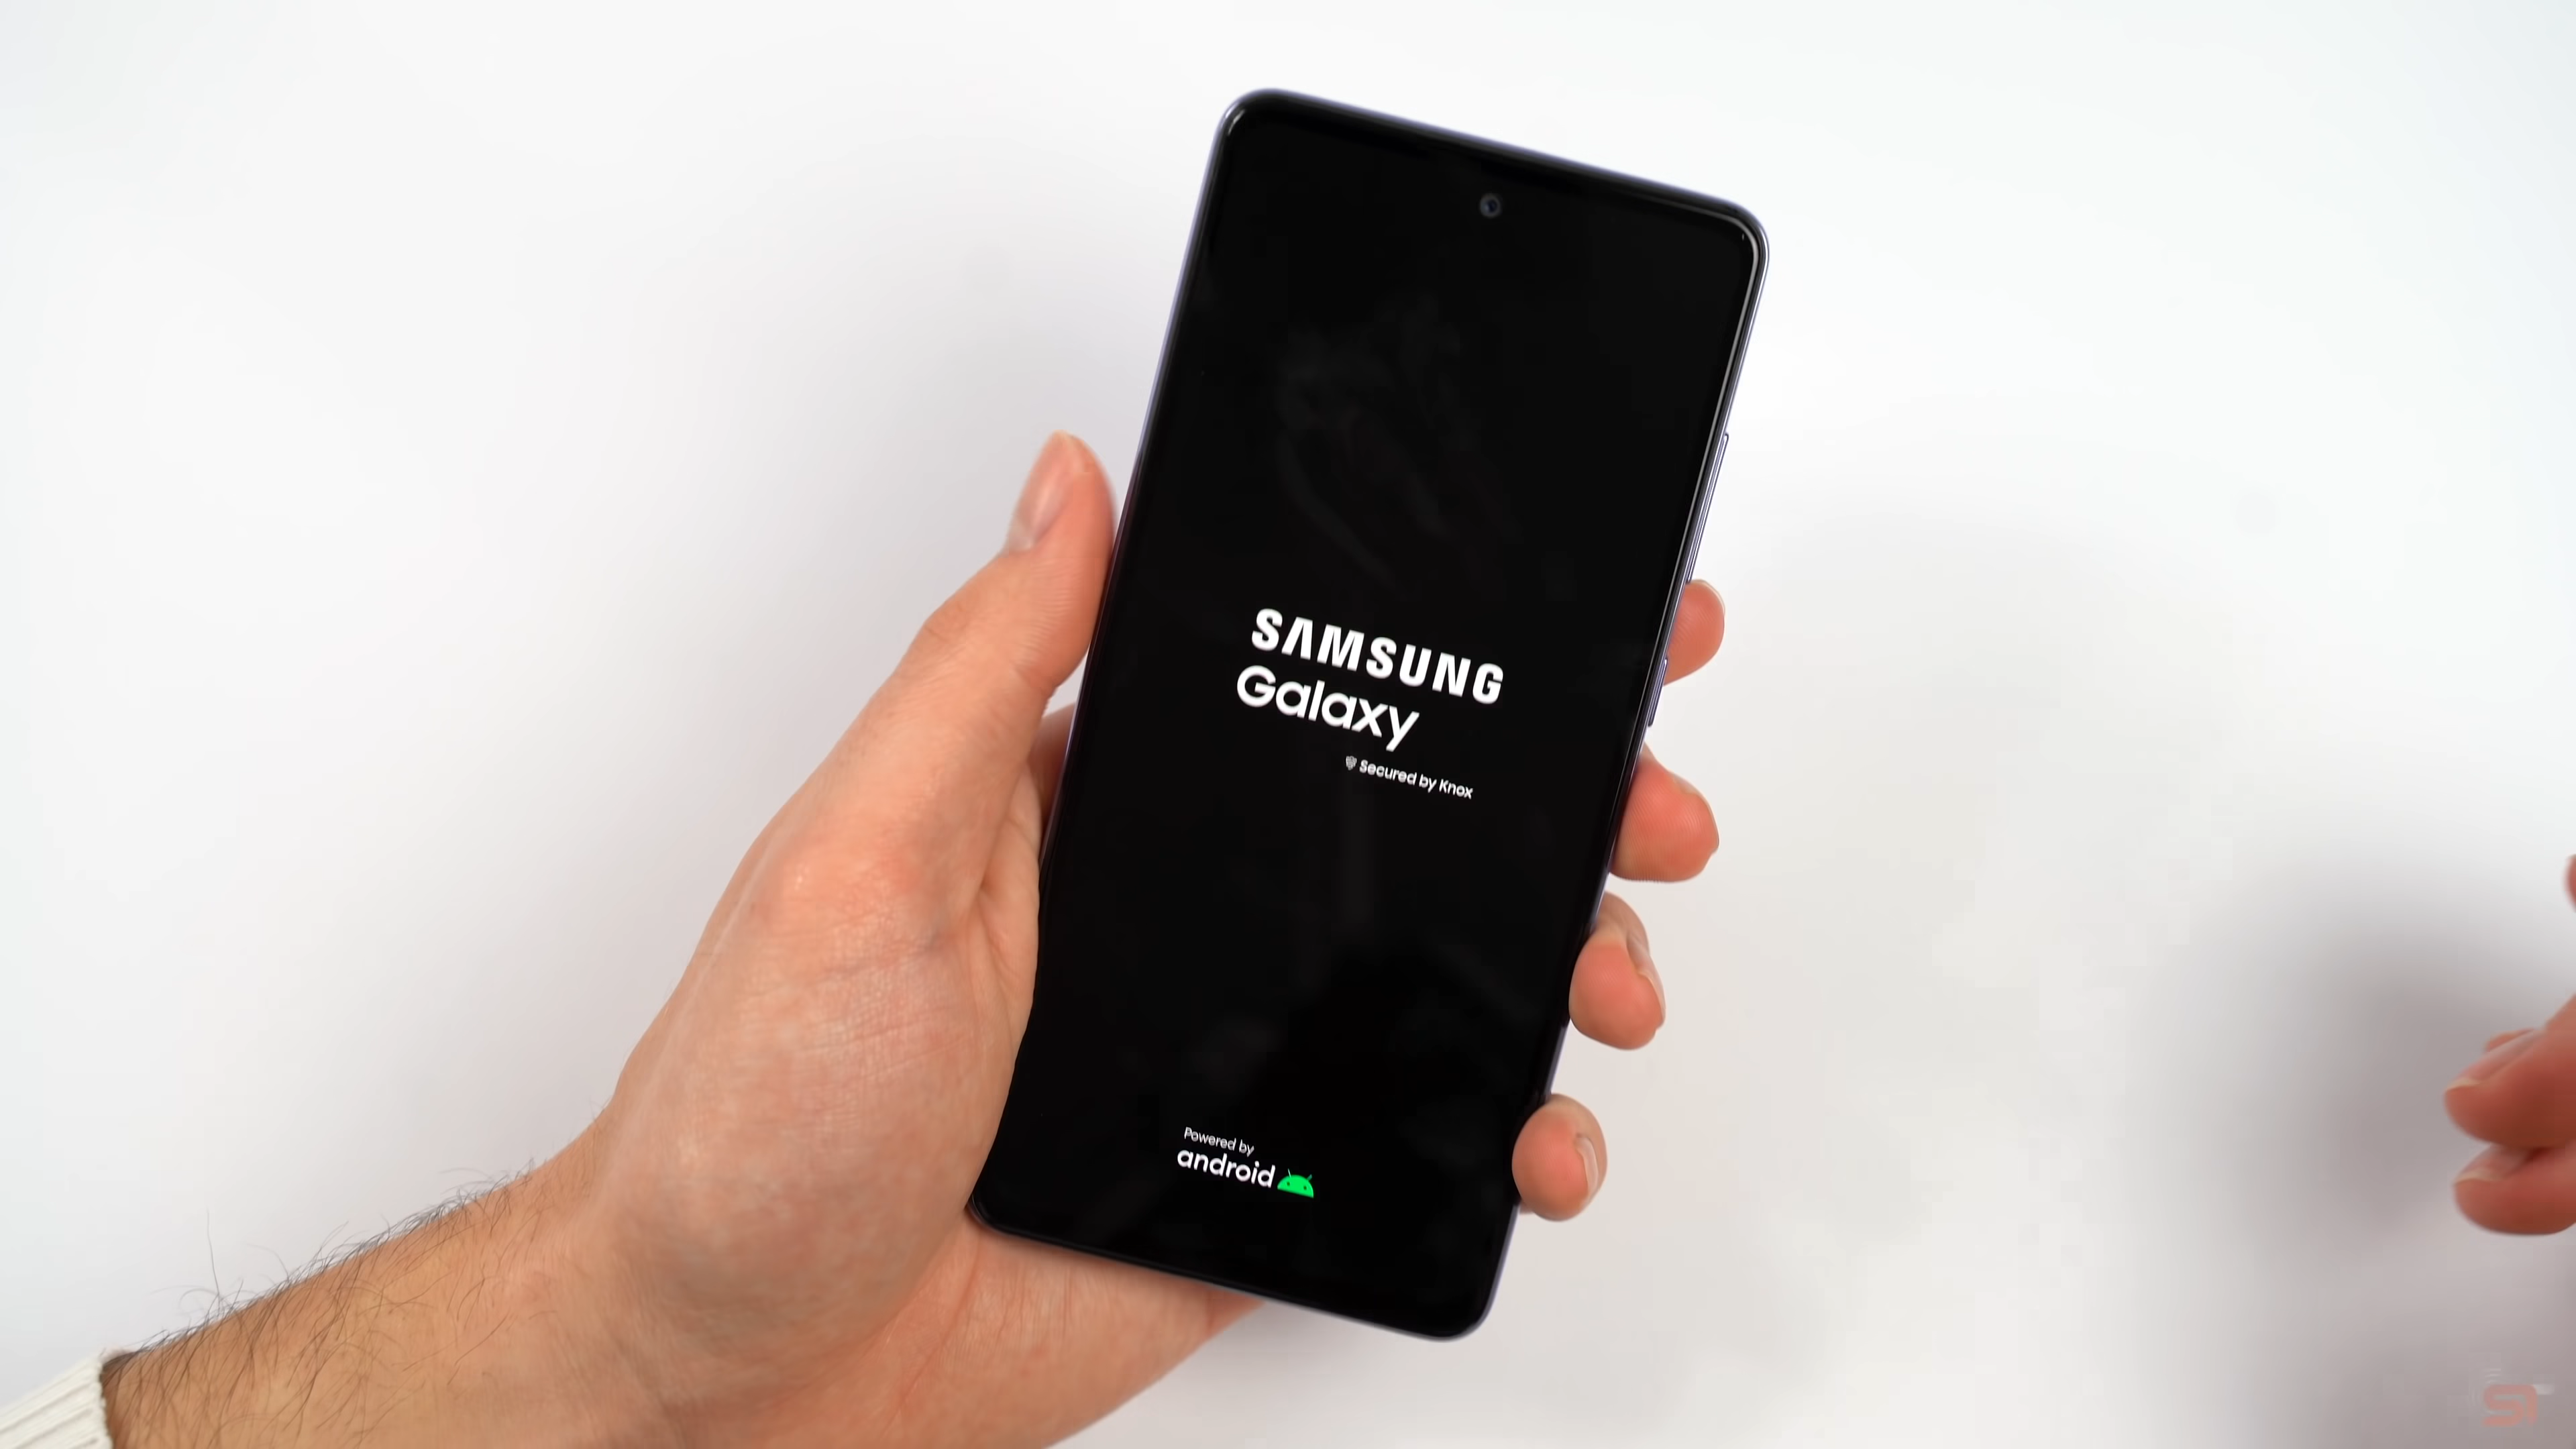 SAMSUNG
Galaxy
Secured by Knox
Powered by
android